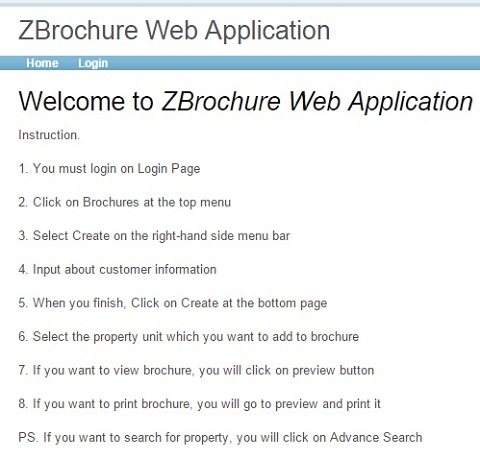 ZBrochure Web Application
Home Login
Welcome to ZBrochure Web Application
Instruction.
1. You must login on Login Page
2. Click on Brochures at the top menu
3. Select Create on the right-hand side menu bar
4. Input about customer information
5. When you finish, Click on Create at the bottom page
6. Select the property unit which you want to add to brochure
7. If you want to view brochure, you will click on preview button
8. If you want to print brochure, you will go to preview and print it
PS. If you want to search for property, you will click on Advance Search